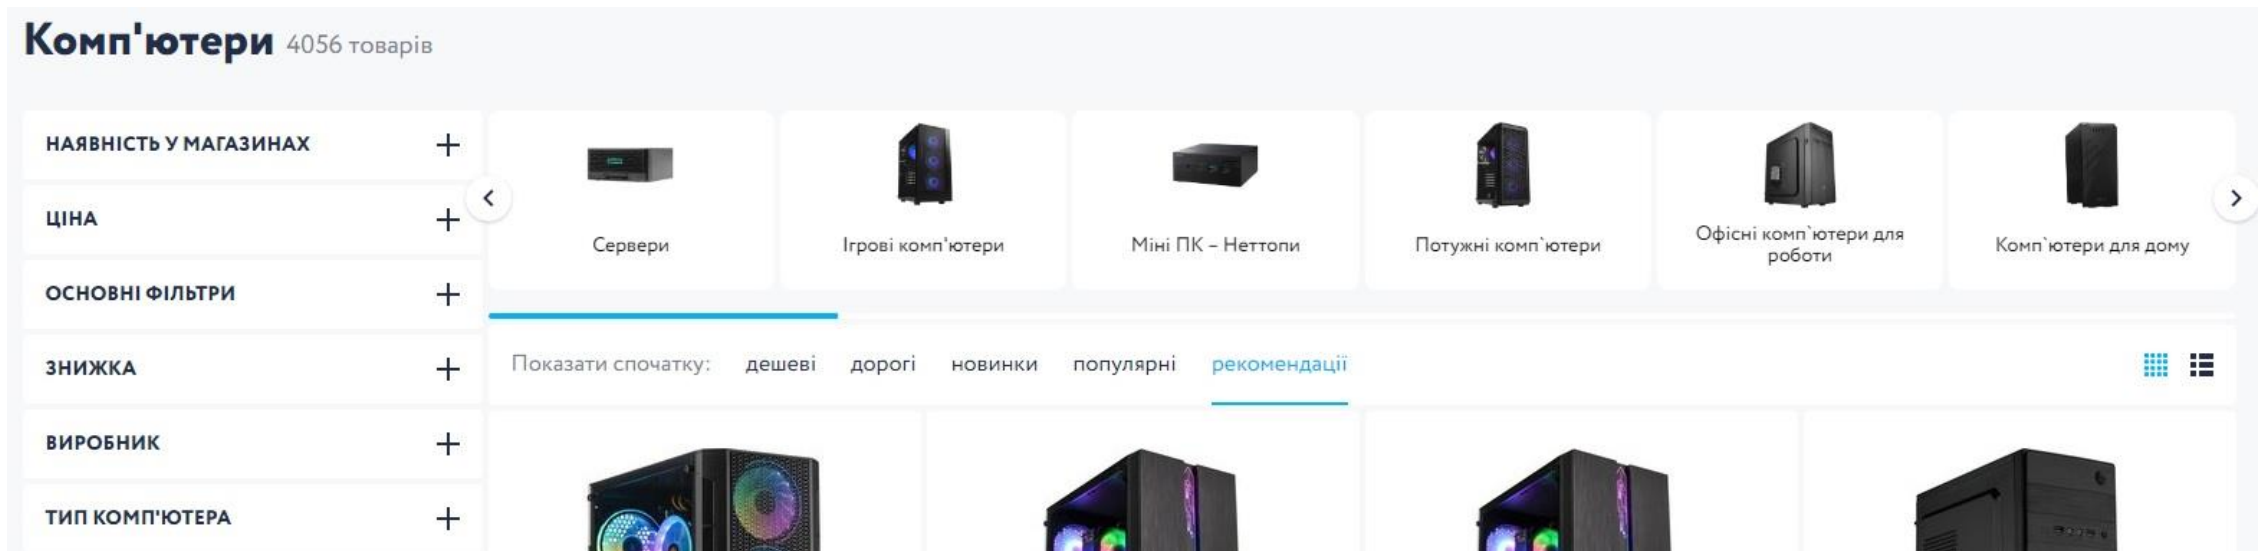 Комп'ютери 4056 товарів
НАЯВНІСТЬ У МАГАЗИНАХ
ЦІНА
ОСНОВНІ ФІЛЬТРИ
ЗНИЖКА
ВИРОБНИК
ТИП КОМП'ЮТЕРА
Сервери
Ігрові комп'ютери
Міні ПК – Неттопи
Потужні комп`ютери
Офісні комп`ютери для
роботи
Комп`ютери для дому
Показати спочатку: дешеві дорогі новинки популярні рекомендації